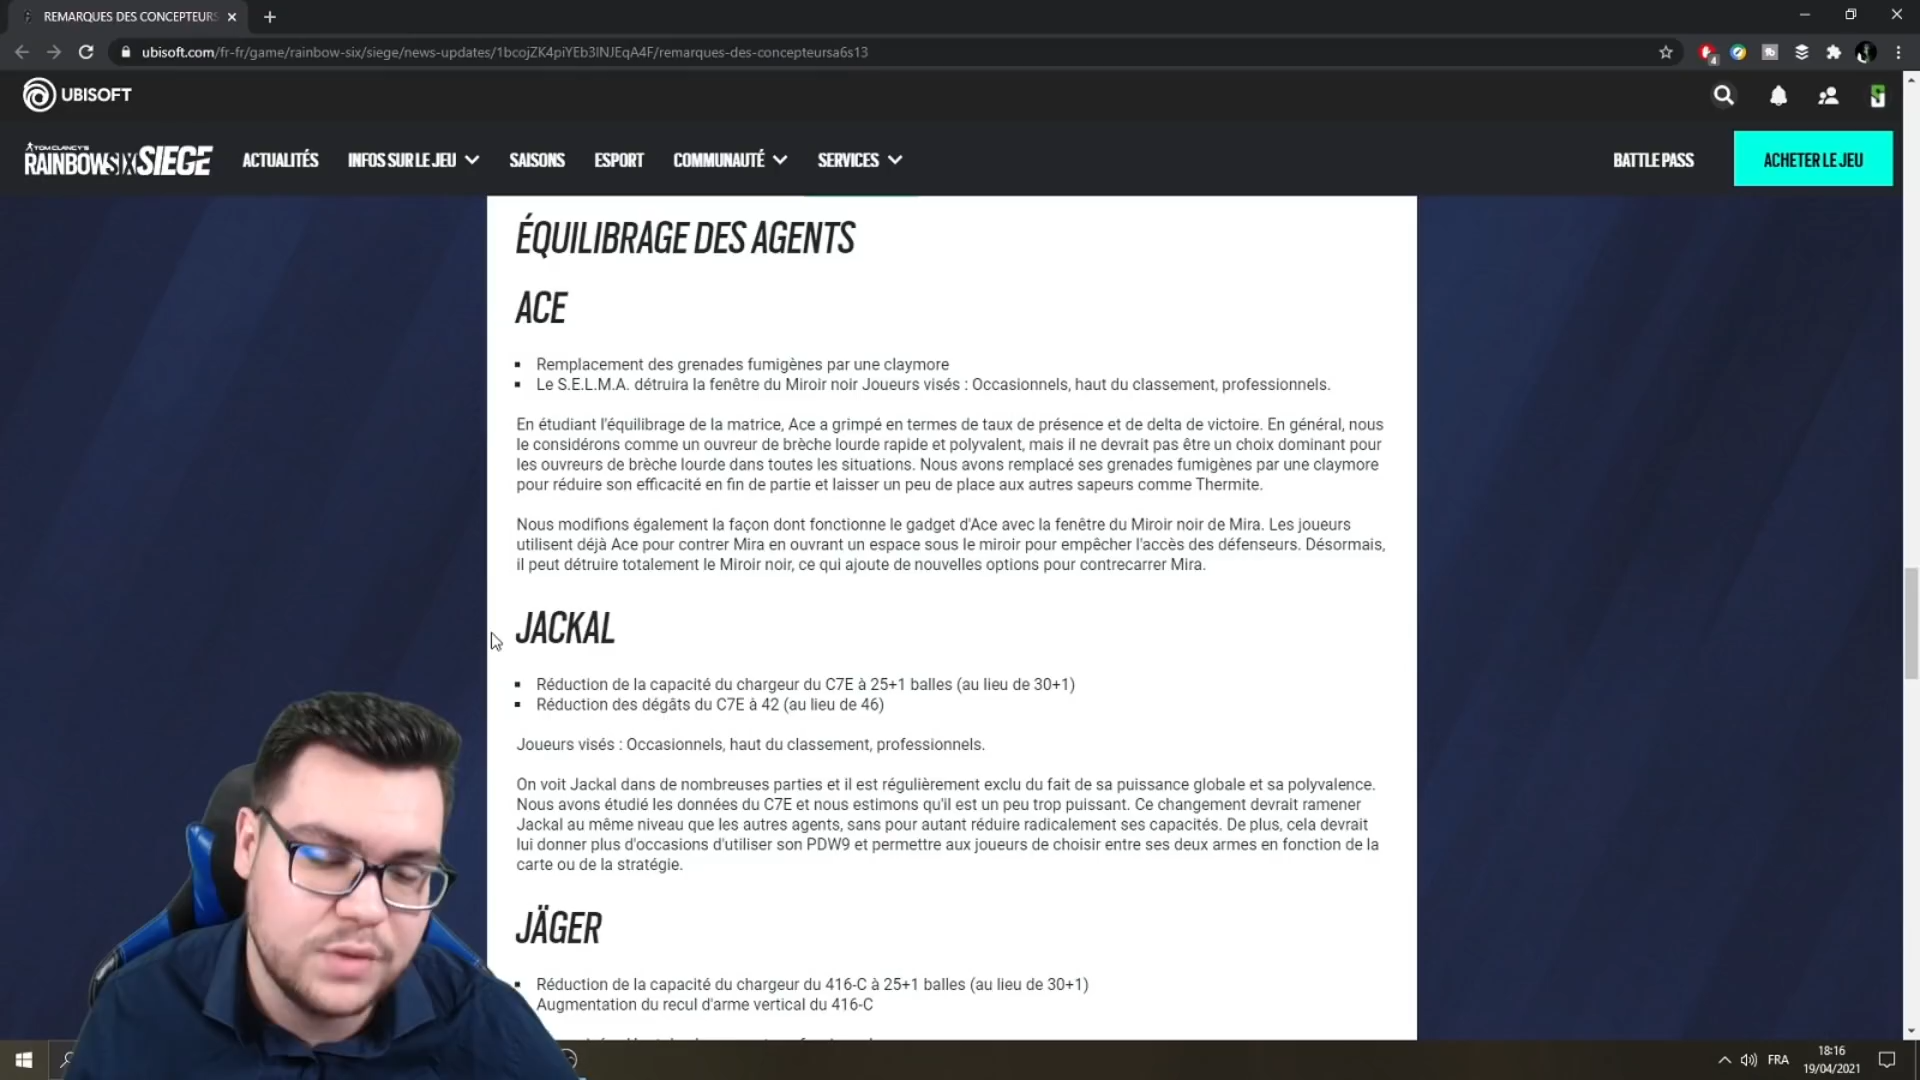 REMARQUES DES CONCEPTEURS
ubisoft.com/fr-fr/game/rainbow-six/siege/news-updates/1bcojZK4piYEb3lNJEqA4F/remarques-des-concepteursa6s13
4
UBISOFT
TOM CLANCY'S
RAINBOWSIX SIEGE
ACTUALITÉS
INFOS SUR LE JEU
SAISONS
ESPORT
COMMUNAUTÉ
SERVICES
BATTLE PASS
ACHETER LE JEU
ÉQUILIBRAGE DES AGENTS
ACE
Remplacement des grenades fumigènes par une claymore
Le S.E.L.M.A. détruira la fenêtre du Miroir noir Joueurs visés : Occasionnels, haut du classement, professionnels.
En étudiant l'équilibrage de la matrice, Ace a grimpé en termes de taux de présence et de delta de victoire. En général, nous
le considérons comme un ouvreur de brèche lourde rapide et polyvalent, mais il ne devrait pas être un choix dominant pour
les ouvreurs de brèche lourde dans toutes les situations. Nous avons remplacé ses grenades fumigènes par une claymore
pour réduire son efficacité en fin de partie et laisser un peu de place aux autres sapeurs comme Thermite.
Nous modifions également la façon dont fonctionne le gadget d'Ace avec la fenêtre du Miroir noir de Mira. Les joueurs
utilisent déjà Ace pour contrer Mira en ouvrant un espace sous le miroir pour empêcher l'accès des défenseurs. Désormais,
il peut détruire totalement le Miroir noir, ce qui ajoute de nouvelles options pour contrecarrer Mira.
JACKAL
Réduction de la capacité du chargeur du C7E à 25+1 balles (au lieu de 30+1)
Réduction des dégâts du C7E à 42 (au lieu de 46)
Joueurs visés : Occasionnels, haut du classement, professionnels.
On voit Jackal dans de nombreuses parties et il est régulièrement exclu du fait de sa puissance globale et sa polyvalence.
Nous avons étudié les données du C7E et nous estimons qu'il est un peu trop puissant. Ce changement devrait ramener
Jackal au même niveau que les autres agents, sans pour autant réduire radicalement ses capacités. De plus, cela devrait
lui donner plus d'occasions d'utiliser son PDW9 et permettre aux joueurs de choisir entre ses deux armes en fonction de la
carte ou de la stratégie.
JÄGER
Réduction de la capacité du chargeur du 416-C à 25+1 balles (au lieu de 30+1)
Augmentation du recul d'arme vertical du 416-C
FRA
18:16
19/04/2021